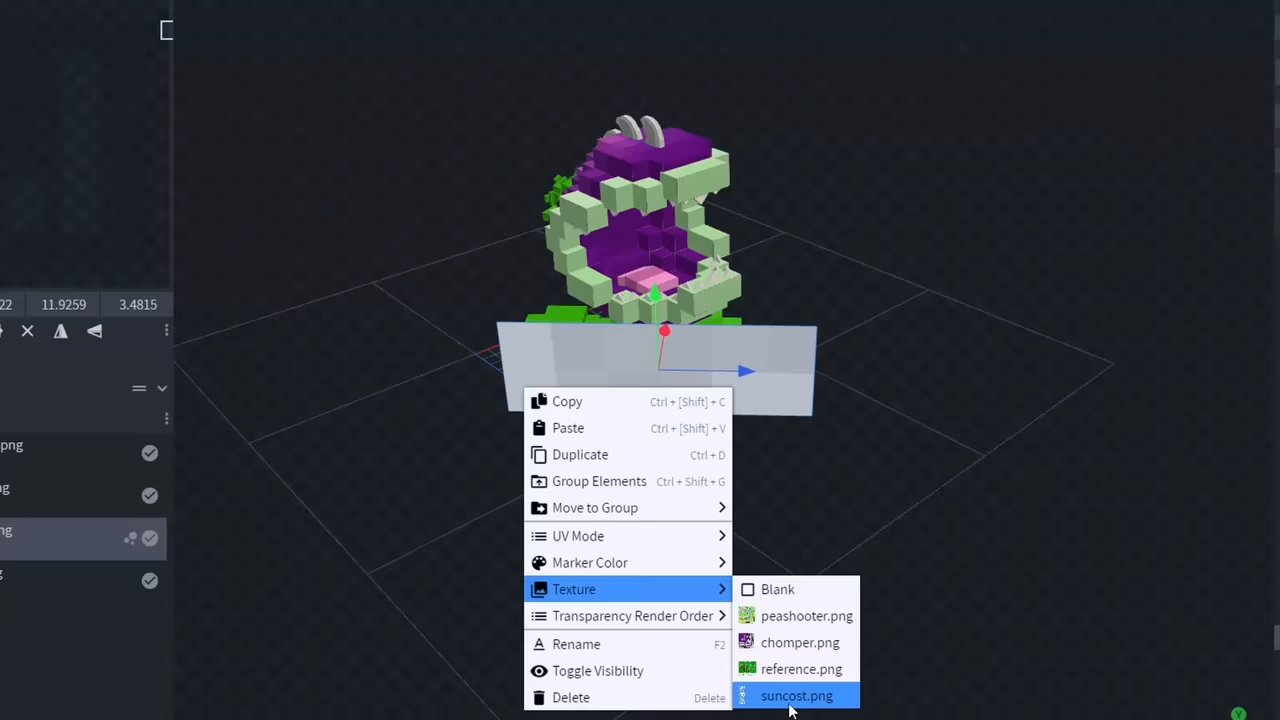 22 11.9259 3.4815
png
ng
ng
g
Copy Ctrl + [Shift] + C
Paste Ctrl + [Shift] + V
Duplicate Ctrl + D
Group Elements Ctrl + Shift + G
Move to Group
UV Mode
Marker Color
Texture
Transparency Render Order
Rename F2
Toggle Visibility
Delete Delete
Blank
peashooter.png
chomper.png
reference.png
suncost.png
Y